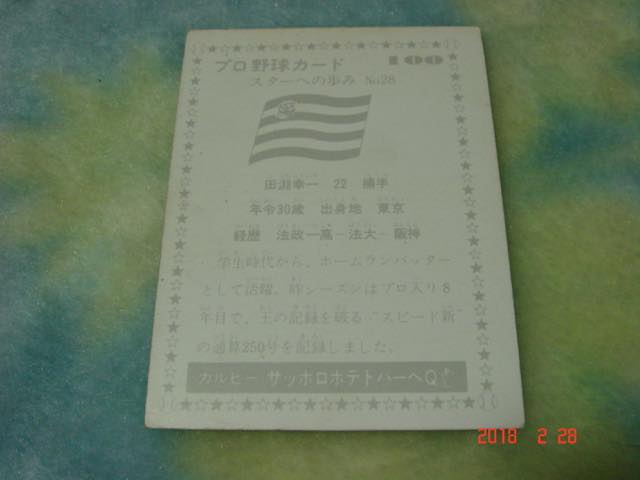 プロ野球カード 100
スターへの歩み No28
田淵幸一 22 捕手
年令30歳 出身地 東京
経歴 法政一高-法大-阪神
学生時代から、ホームランバッター
として活躍。昨シーズンはプロ入り8
年目で、王の記録を破る"スピード新"
の通算250号を記録しました。
カルビー サッポロポテトバーベQ
2018 2 28